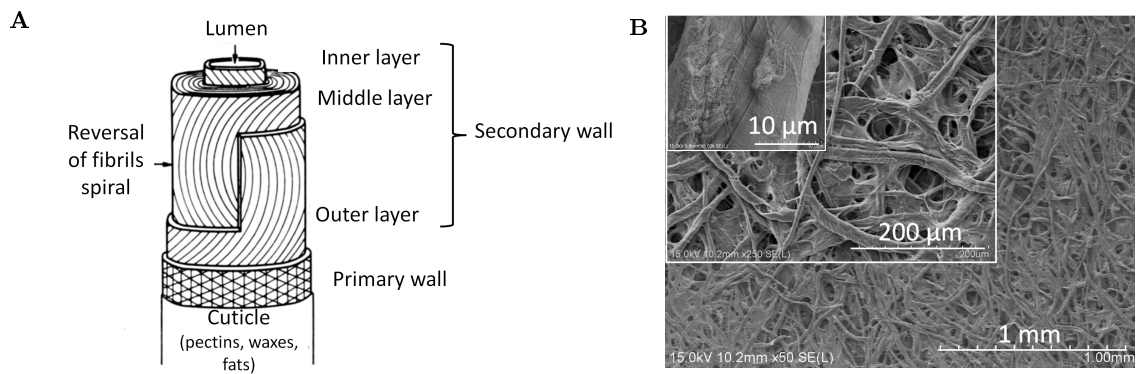 A
Lumen
Inner layer
Middle layer
Secondary wall
Reversal
of fibrils
spiral
Outer layer
Primary wall
Cuticle
(pectins, waxes,
fats)
B
10 µm
200 µm
15.0kV 10.2mm x250 SE(L)
200um
1 mm
15.0kV 10.2mm x50 SE(L)
1.00mm